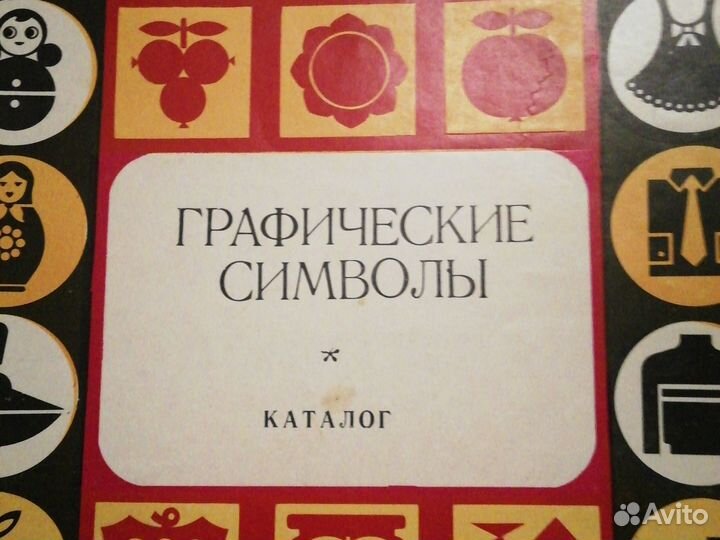 ГРАФИЧЕСКИЕ
СИМВОЛЫ
*
КАТАЛОГ
Avito